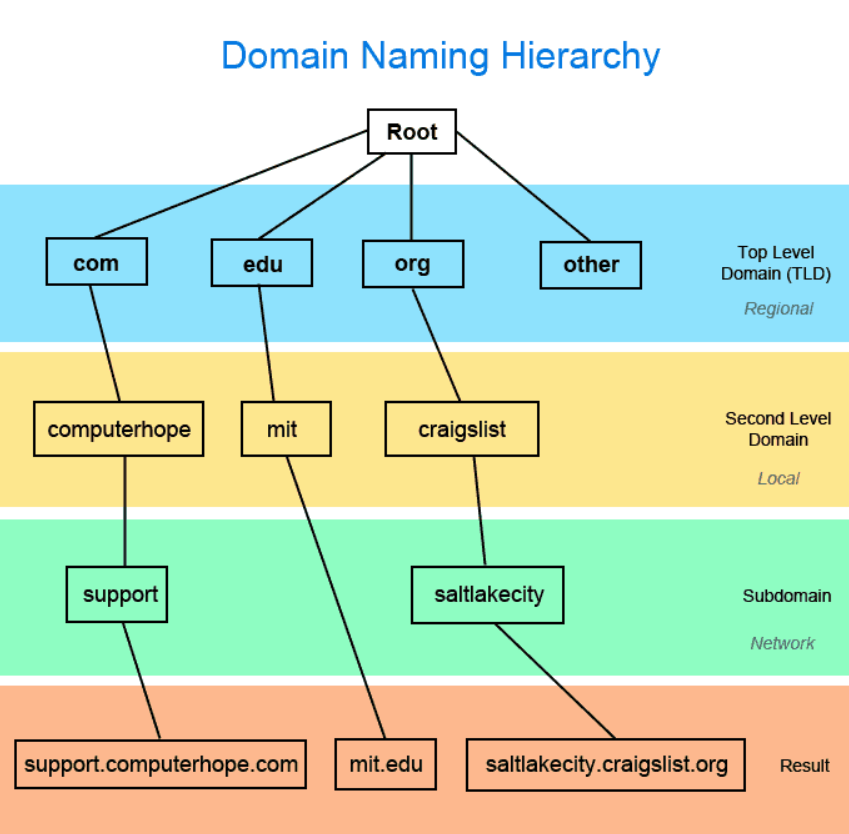 Domain Naming Hierarchy
Root
com
edu
org
other
Top Level
Domain (TLD)
Regional
computerhope
mit
craigslist
Second Level
Domain
Local
support
saltlakecity
Subdomain
Network
support.computerhope.com
mit.edu
saltlakecity.craigslist.org
Result